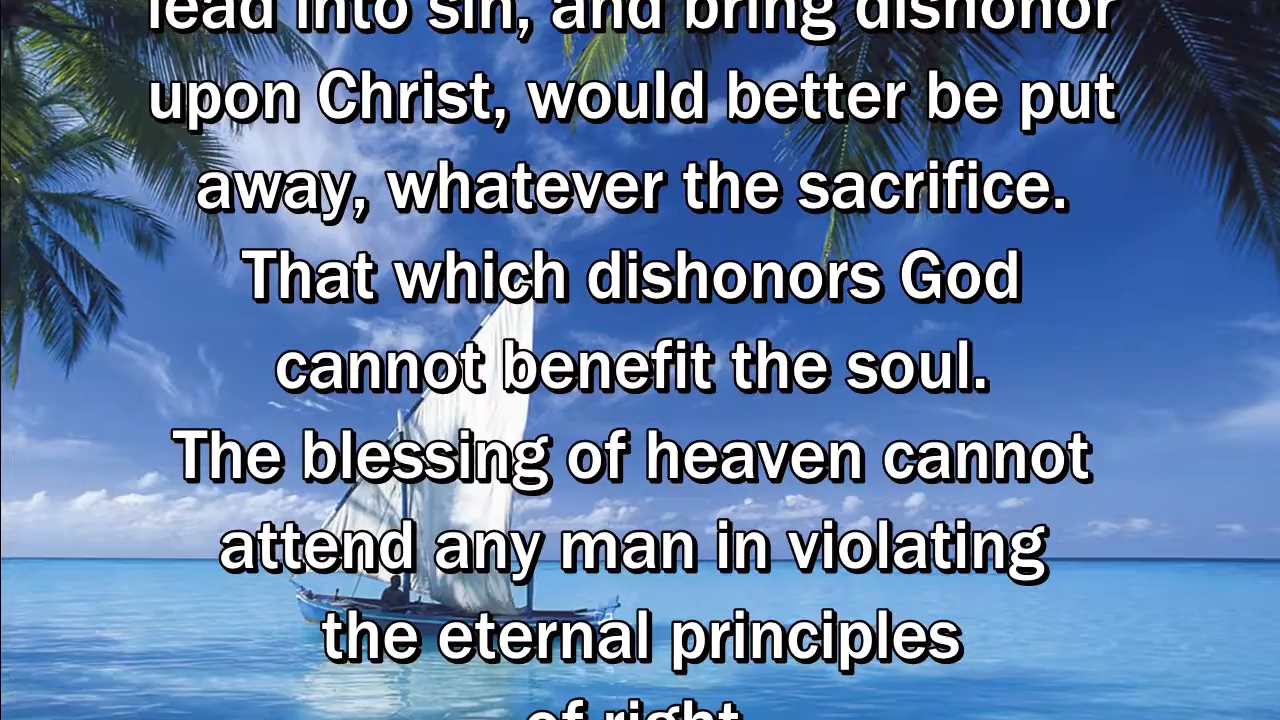 lead into sin, and bring dishonor
upon Christ, would better be put
away, whatever the sacrifice.
That which dishonors God
cannot benefit the soul.
The blessing of heaven cannot
attend any man in violating
the eternal principles
of right